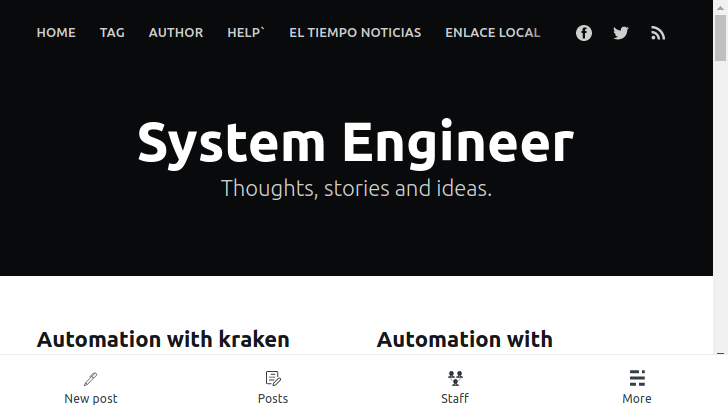 HOME TAG AUTHOR HELP` EL TIEMPO NOTICIAS ENLACE LOCAL
System Engineer
Thoughts, stories and ideas.
Automation with kraken
Automation with
New post Posts Staff More